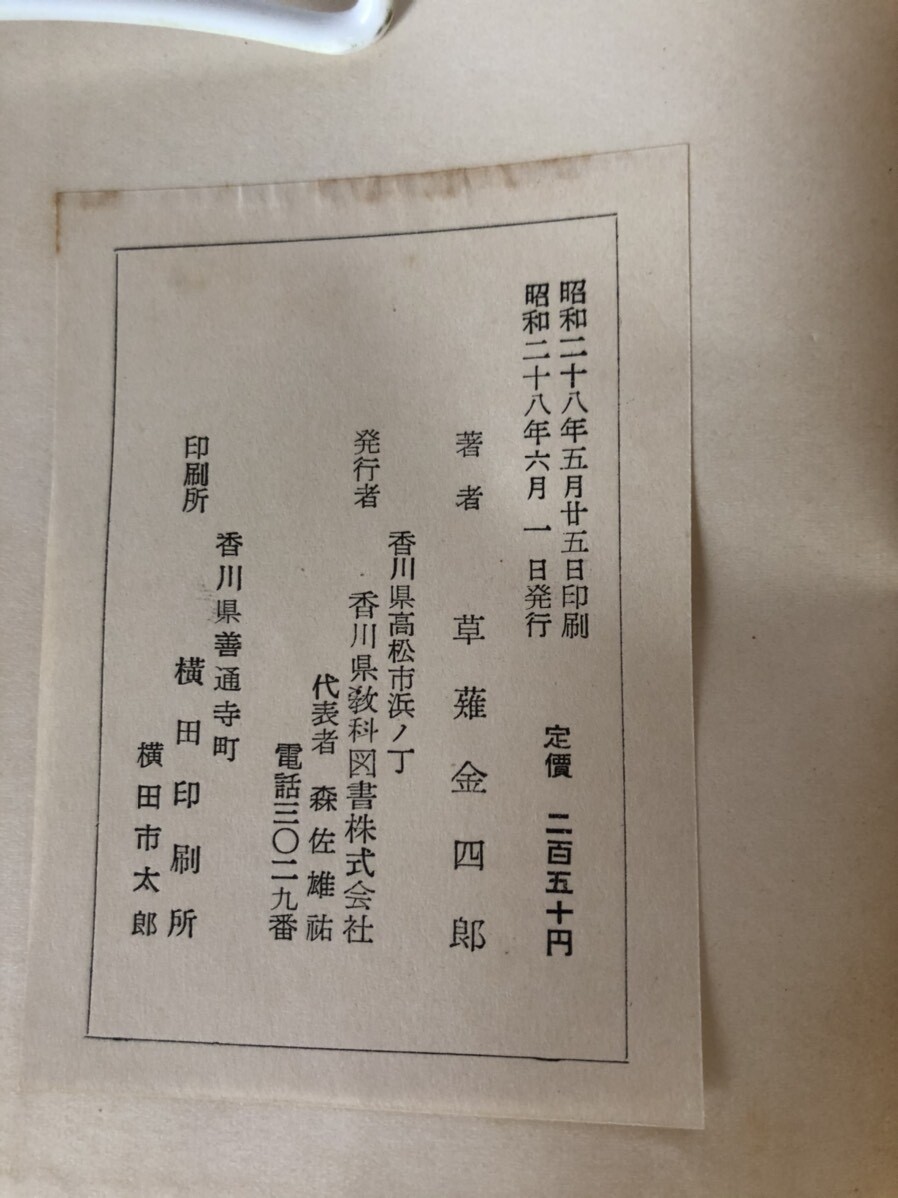 昭和二十八年五月廿五日印刷
昭和二十八年六月一日発行
定價　二百五十円
著者　草薙金四郎
香川県高松市浜ノ丁
発行者　香川県教科図書株式会社
代表者　森佐雄祐
電話三〇二九番
香川県善通寺町
印刷所　横田印刷所
横田市太郎